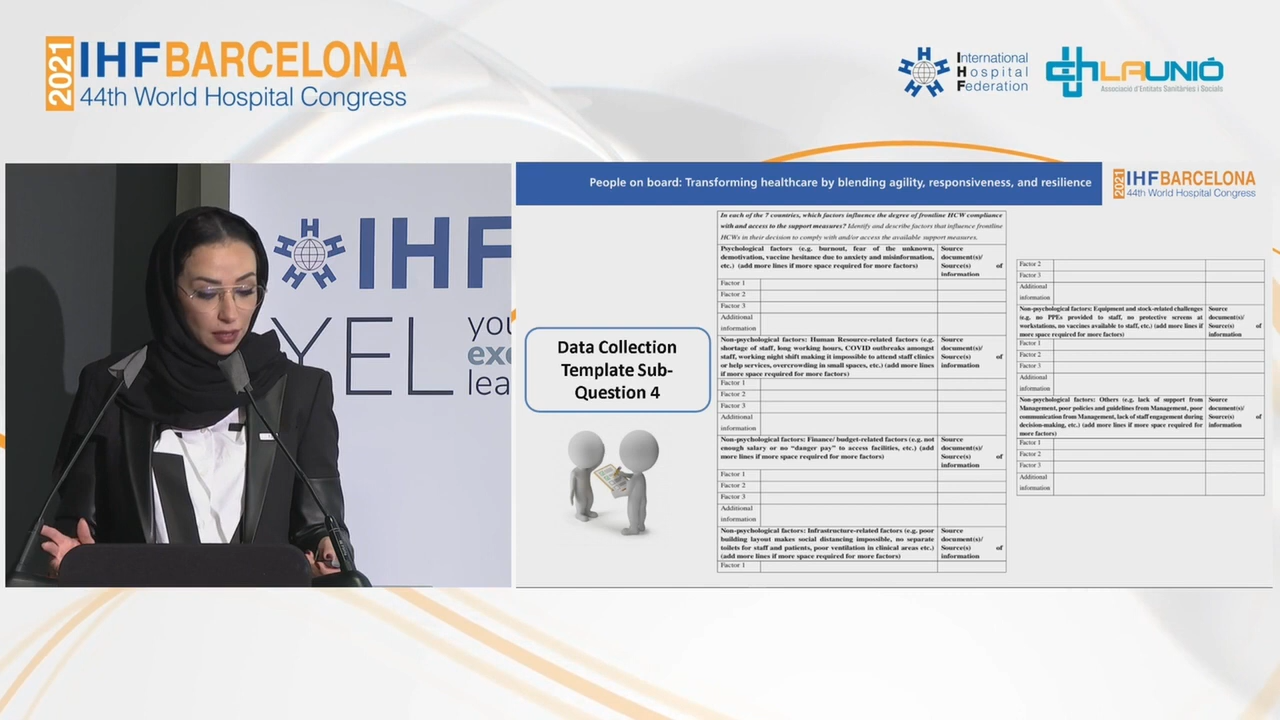 2021
IHF BARCELONA
44th World Hospital Congress
International
Hospital
Federation
LAUNIÓ
Associació d'Entitats Sanitàries i Socials
IHF
YEL
you
exe
lea
People on board: Transforming healthcare by blending agility, responsiveness, and resilience
2021
IHF BARCELONA
44th World Hospital Congress
Data Collection
Template Sub-
Question 4
In each of the 7 countries, which factors influence the degree of frontline HCW compliance
with and access to the support measures? Identify and describe factors that influence frontline
HCWs in their decision to comply with and/or access the available support measures.
Psychological factors (e.g. burnout, fear of the unknown,
demotivation, vaccine hesitance due to anxiety and misinformation,
etc.) (add more lines if more space required for more factors)
Source
document(s)/
Source(s) of
information
Factor 1
Factor 2
Factor 3
Additional
information
Non-psychological factors: Human Resource-related factors (e.g.
shortage of staff, long working hours, COVID outbreaks amongst
staff, working night shift making it impossible to attend staff clinics
or help services, overcrowding in small spaces, etc.) (add more lines
if more space required for more factors)
Source
document(s)/
Source(s) of
information
Factor 1
Factor 2
Factor 3
Additional
information
Non-psychological factors: Finance/ budget-related factors (e.g. not
enough salary or no "danger pay" to access facilities, etc.) (add
more lines if more space required for more factors)
Source
document(s)/
Source(s) of
information
Factor 1
Factor 2
Factor 3
Additional
information
Non-psychological factors: Infrastructure-related factors (e.g. poor
building layout makes social distancing impossible, no separate
toilets for staff and patients, poor ventilation in clinical areas etc.)
(add more lines if more space required for more factors)
Source
document(s)/
Source(s) of
information
Factor 1
Factor 2
Factor 3
Additional
information
Non-psychological factors: Equipment and stock-related challenges
(e.g. no PPEs provided to staff, no protective screens at
workstations, no vaccines available to staff, etc.) (add more lines if
more space required for more factors)
Source
document(s)/
Source(s) of
information
Factor 1
Factor 2
Factor 3
Additional
information
Non-psychological factors: Others (e.g. lack of support from
Management, poor policies and guidelines from Management, poor
communication from Management, lack of staff engagement during
decision-making, etc.) (add more lines if more space required for
more factors)
Source
document(s)/
Source(s) of
information
Factor 1
Factor 2
Factor 3
Additional
information